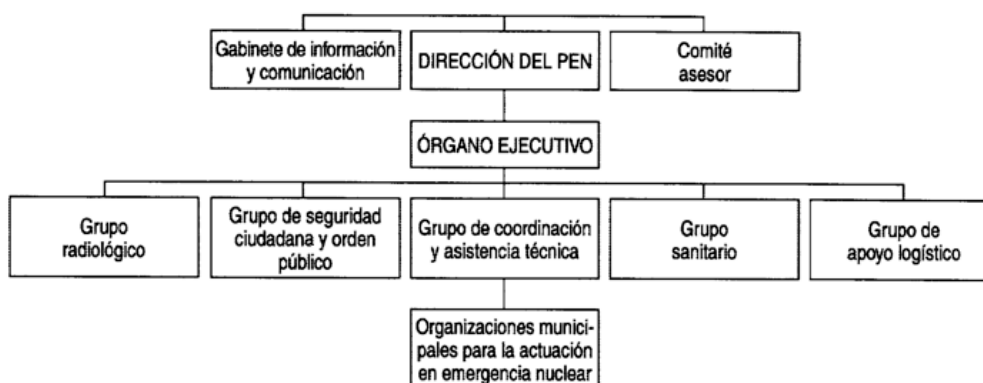 Gabinete de información
y comunicación
DIRECCIÓN DEL PEN
Comité
asesor
ÓRGANO EJECUTIVO
Grupo
radiológico
Grupo de seguridad
ciudadana y orden
público
Grupo de coordinación
y asistencia técnica
Grupo
sanitario
Grupo de
apoyo logístico
Organizaciones munici-
pales para la actuación
en emergencia nuclear